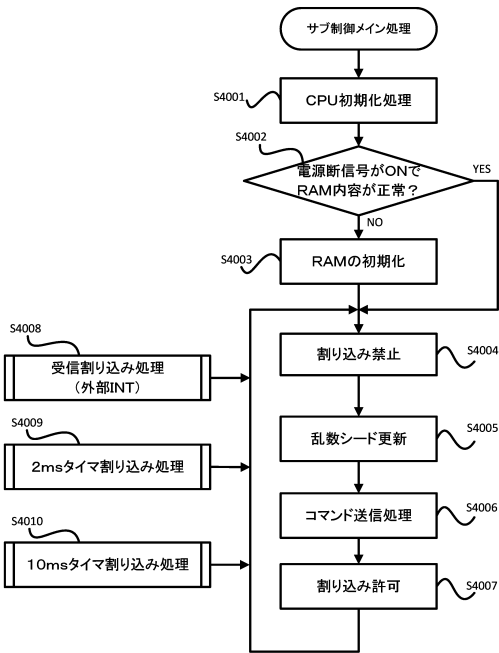 サブ制御メイン処理
S4001
CPU初期化処理
S4002
電源断信号がONで
RAM内容が正常？
YES
NO
S4003
RAMの初期化
S4008
受信割り込み処理
（外部INT）
割り込み禁止
S4004
S4009
2msタイマ割り込み処理
乱数シード更新
S4005
コマンド送信処理
S4006
S4010
10msタイマ割り込み処理
割り込み許可
S4007